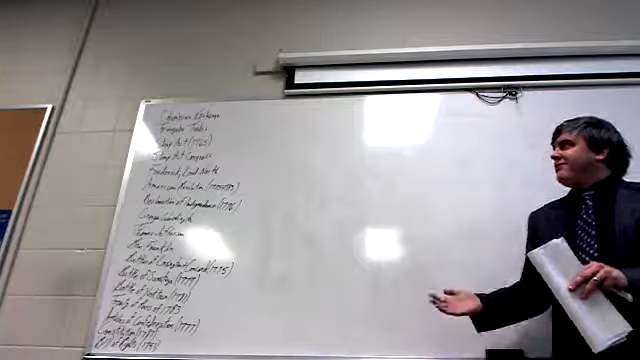 Columbian Exchange
Triangular Trade
Stamp Act (1765)
Stamp Act Congress
Frederick, Lord North
American Revolution (1775-1783)
Declaration of Independence (1776)
George Washington
Thomas Jefferson
Ben Franklin
Battle of Lexington/Concord (1775)
Battle of Saratoga (1777)
Battle of Yorktown (1781)
Treaty of Paris of 1783
Articles of Confederation (1777)
Constitution (1787)
Bill of Rights (1791)